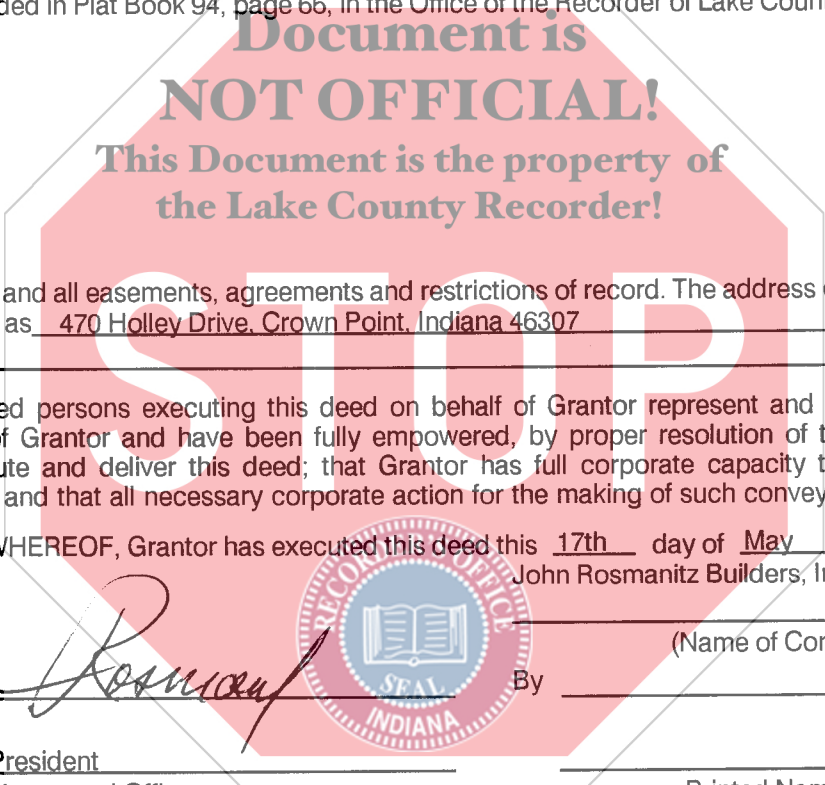 ded in Plat Book 94, page 66, in the Office of the Recorder of Lake Coun
Document is
NOT OFFICIAL!
This Document is the property of
the Lake County Recorder!
STOP
and all easements, agreements and restrictions of record. The address
as 470 Holley Drive, Crown Point, Indiana 46307
ed persons executing this deed on behalf of Grantor represent and
of Grantor and have been fully empowered, by proper resolution of t
ute and deliver this deed; that Grantor has full corporate capacity t
and that all necessary corporate action for the making of such convey
WHEREOF, Grantor has executed this deed this 17th day of May
John Rosmanitz Builders, In
(Name of Cor
RECORDER'S OFFICE
SEAL
INDIANA
By
President